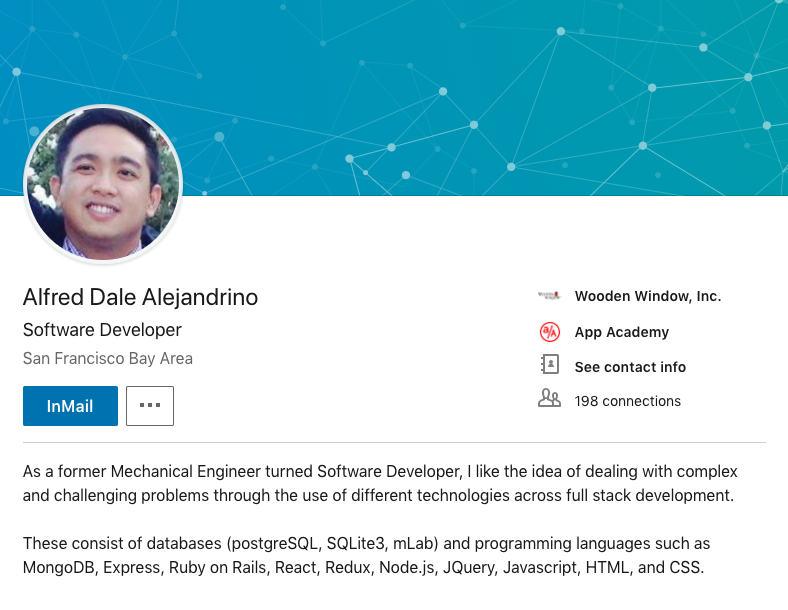 Alfred Dale Alejandrino
Software Developer
San Francisco Bay Area
InMail
Wooden Window, Inc.
App Academy
See contact info
198 connections
As a former Mechanical Engineer turned Software Developer, I like the idea of dealing with complex
and challenging problems through the use of different technologies across full stack development.
These consist of databases (postgreSQL, SQLite3, mLab) and programming languages such as
MongoDB, Express, Ruby on Rails, React, Redux, Node.js, JQuery, Javascript, HTML, and CSS.